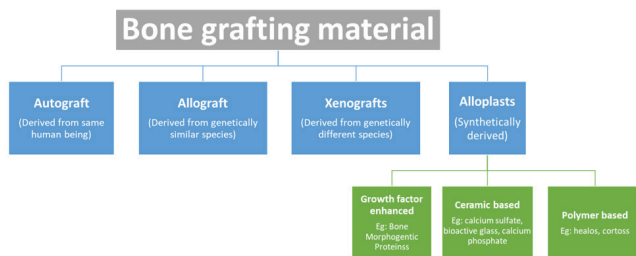 Bone grafting material
Autograft
(Derived from same
human being)
Allograft
(Derived from genetically
similar species)
Xenografts
(Derived from genetically
different species)
Alloplasts
(Synthetically
derived)
Growth factor
enhanced
Eg: Bone
Morphogentic
Proteinss
Ceramic based
Eg: calcium sulfate,
bioactive glass, calcium
phosphate
Polymer based
Eg: healos, cortoss